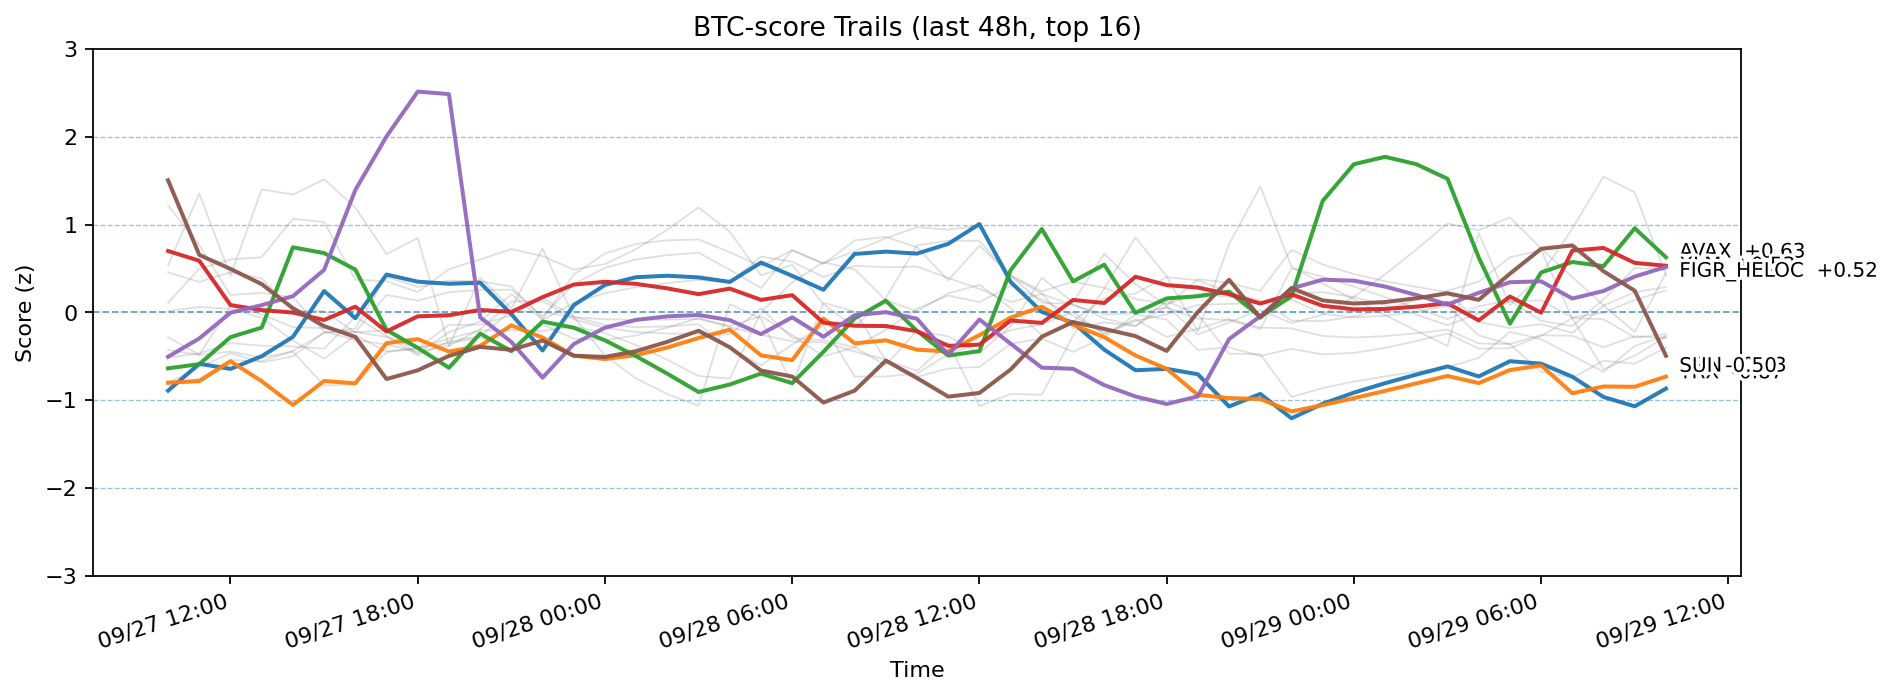 BTC-score Trails (last 48h, top 16)
3
2
1
0
−1
−2
−3
Score (z)
AVAX +0.63
FIGR_HELOC +0.52
SUN -0.50
09/27 12:00
09/27 18:00
09/28 00:00
09/28 06:00
09/28 12:00
09/28 18:00
09/29 00:00
09/29 06:00
09/29 12:00
Time